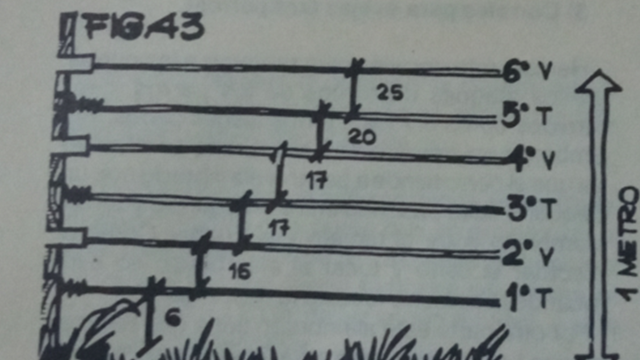 FIG.43
6° V
25
5° T
20
4° V
17
3° T
17
2° V
15
1° T
6
1 METRO